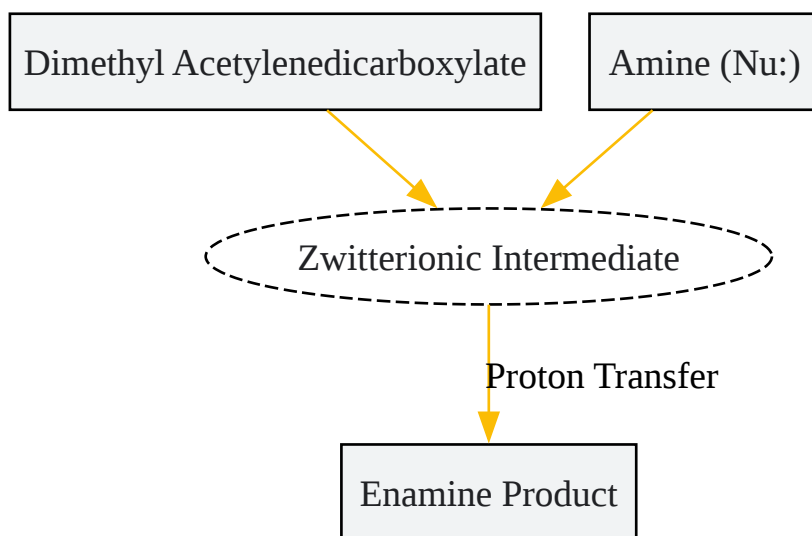 Dimethyl Acetylenedicarboxylate
Amine (Nu:)
Zwitterionic Intermediate
Proton Transfer
Enamine Product